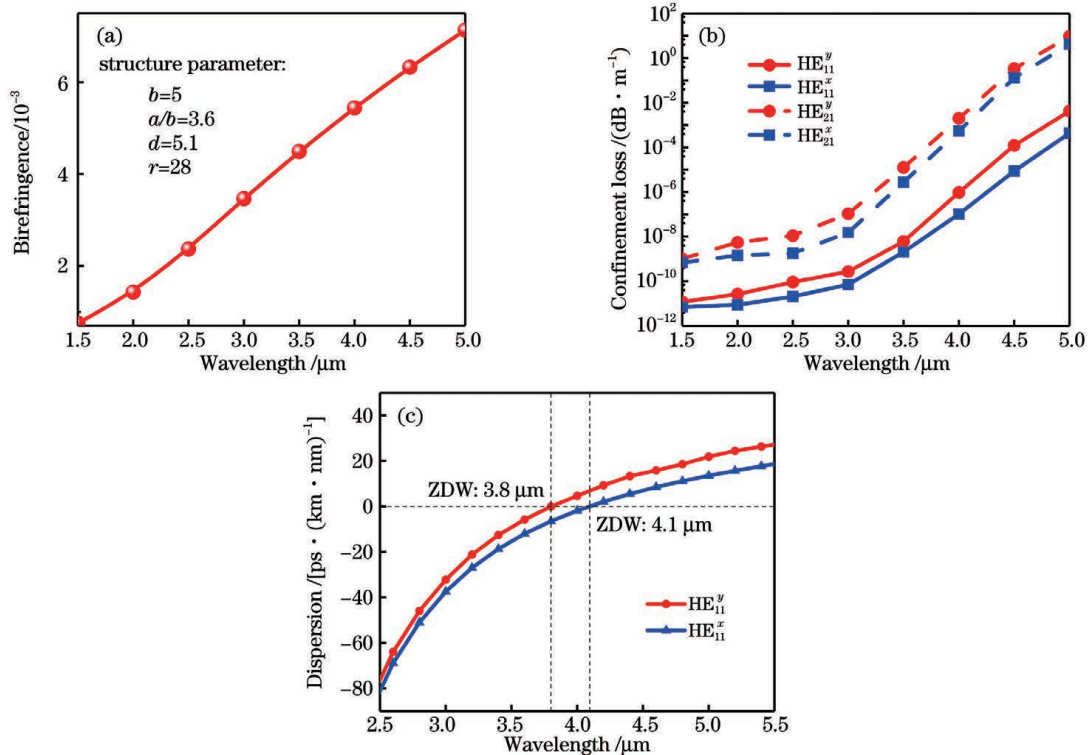 (a)
structure parameter:
b=5
a/b=3.6
d=5.1
r=28
Birefringence/10⁻³
6
4
2
1.5 2.0 2.5 3.0 3.5 4.0 4.5 5.0
Wavelength /μm
(b)
HE₁₁ʸ
HE₁₁ˣ
HE₂₁ʸ
HE₂₁ˣ
Confinement loss /(dB · m⁻¹)
10²
10⁰
10⁻²
10⁻⁴
10⁻⁶
10⁻⁸
10⁻¹⁰
10⁻¹²
1.5 2.0 2.5 3.0 3.5 4.0 4.5 5.0
Wavelength /μm
(c)
ZDW: 3.8 μm
ZDW: 4.1 μm
HE₁₁ʸ
HE₁₁ˣ
Dispersion /[ps · (km · nm)⁻¹]
40
20
0
−20
−40
−60
−80
2.5 3.0 3.5 4.0 4.5 5.0 5.5
Wavelength /μm